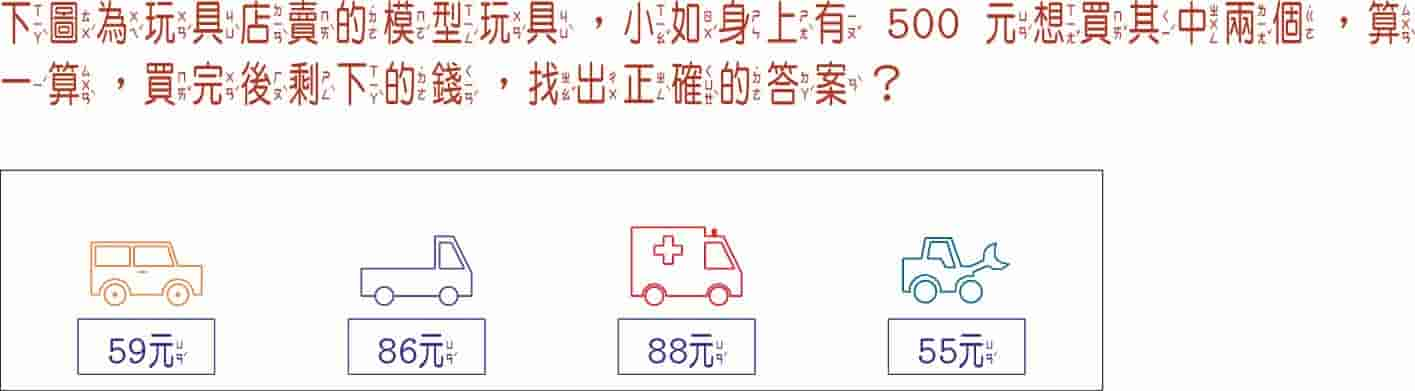 下圖為玩具店賣的模型玩具，小如身上有 500 元想買其中兩個，算
一算，買完後剩下的錢，找出正確的答案？
59元 86元 88元 55元